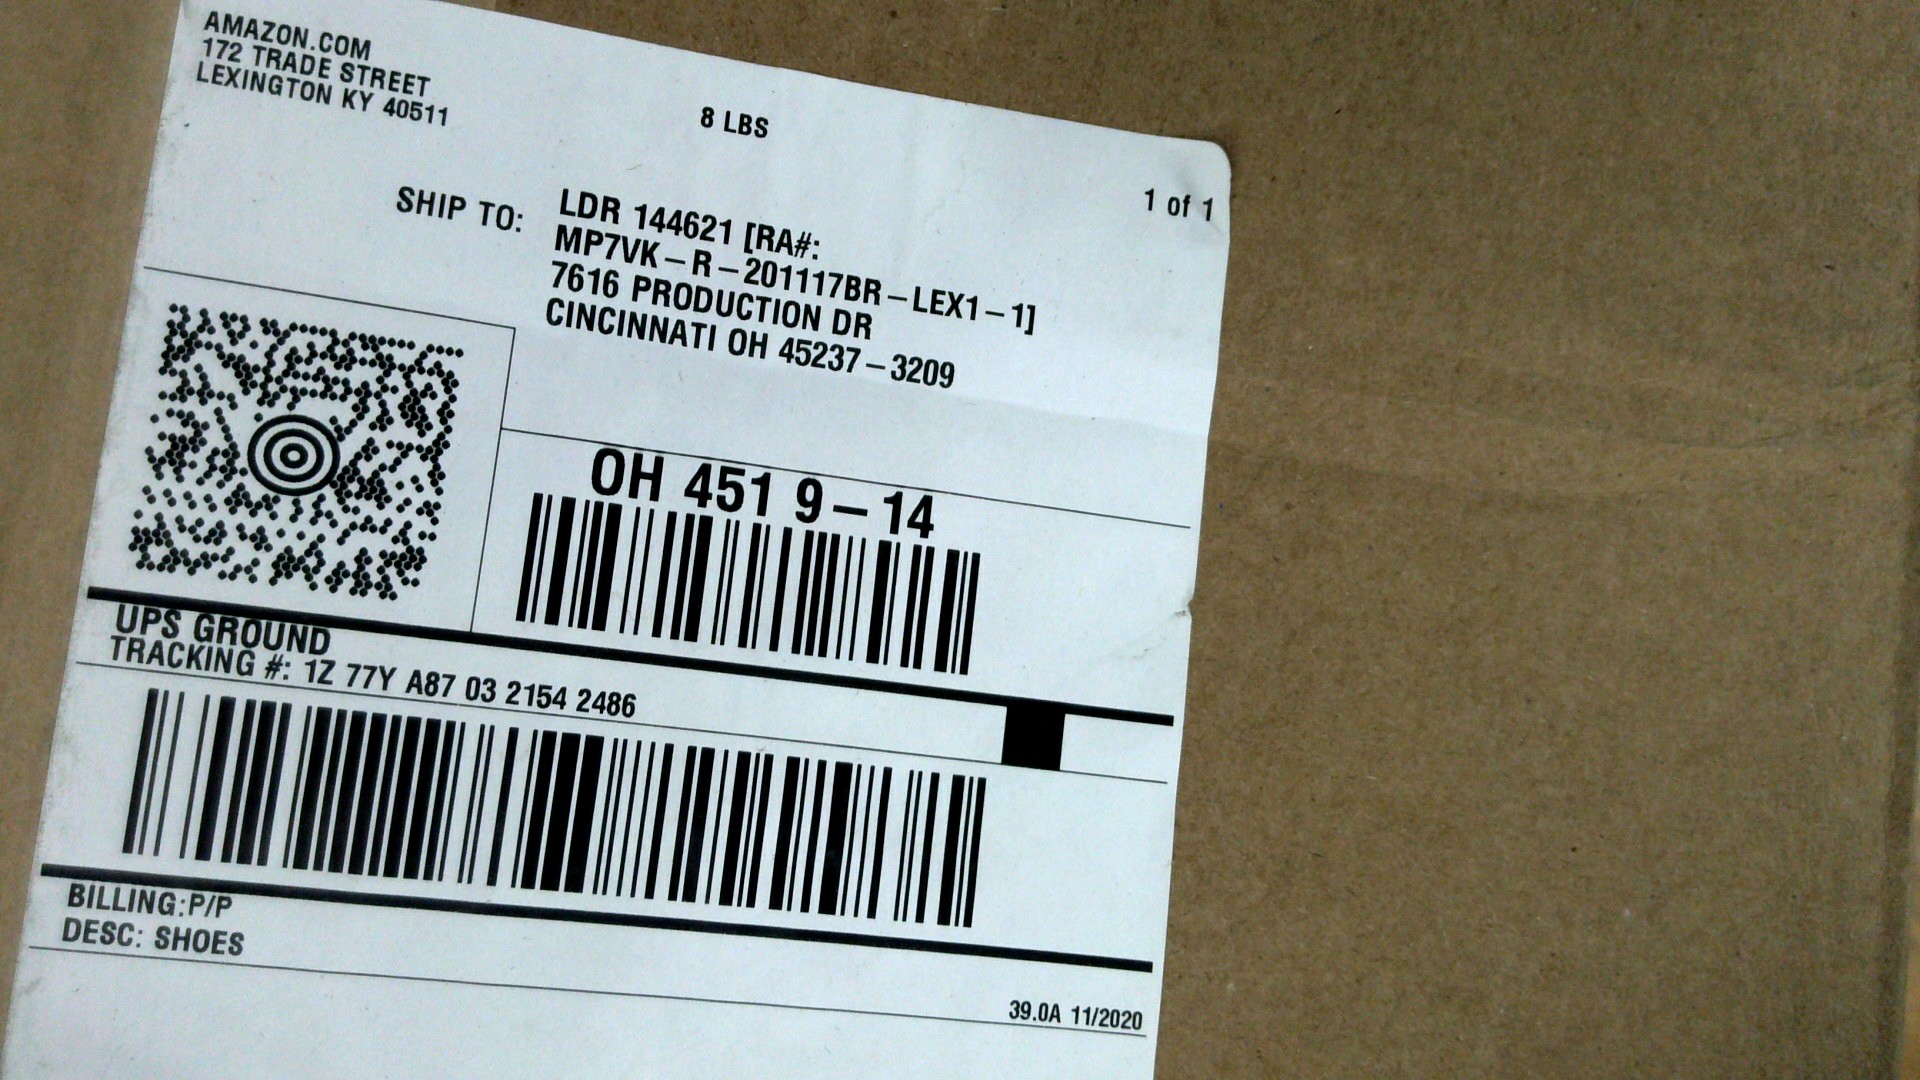 AMAZON.COM
172 TRADE STREET
LEXINGTON KY 40511
8 LBS
1 of 1
SHIP TO:
LDR 144621 [RA#:
MP7VK-R-201117BR-LEX1-1]
7616 PRODUCTION DR
CINCINNATI OH 45237-3209
OH 451 9-14
UPS GROUND
TRACKING #: 1Z 77Y A87 03 2154 2486
BILLING:P/P
DESC: SHOES
39.0A 11/2020